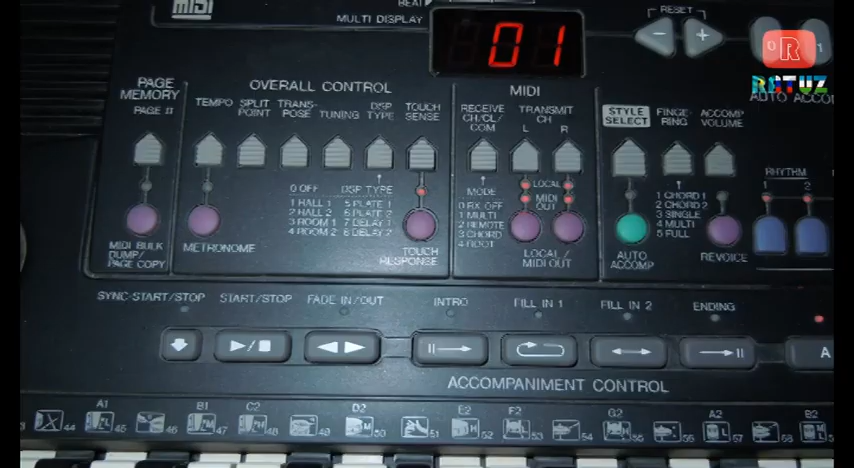 MIDI
BEAT
MULTI DISPLAY
01
RESET
R
RATUZ
0
1
PAGE
MEMORY
PAGE II
OVERALL CONTROL
TEMPO
SPLIT
POINT
TRANS-
POSE
TUNING
DSP
TYPE
TOUCH
SENSE
MIDI
RECEIVE
CH/CL/
COM
TRANSMIT
CH
L
R
STYLE
SELECT
FINGE-
RING
ACCOMP
VOLUME
AUTO ACCO
0 OFF
DSP TYPE
1 HALL 1
5 PLATE 1
2 HALL 2
6 PLATE 2
3 ROOM 1
7 DELAY 1
4 ROOM 2
8 DELAY 2
MODE
0 RX OFF
1 MULTI
2 REMOTE
3 CHORD
4 ROOT
LOCAL
MIDI
OUT
1 CHORD 1
2 CHORD 2
3 SINGLE
4 MULTI
5 FULL
RHYTHM
1
2
MIDI BULK
DUMP/
PAGE COPY
METRONOME
TOUCH
RESPONSE
LOCAL/
MIDI OUT
AUTO
ACCOMP
REVOICE
SYNC-START/STOP
START/STOP
FADE IN/OUT
INTRO
FILL IN 1
FILL IN 2
ENDING
A
ACCOMPANIMENT CONTROL
44
A1
45
46
B1
47
C2
48
49
D2
50
51
E2
52
F2
53
54
G2
55
56
A2
57
58
B2